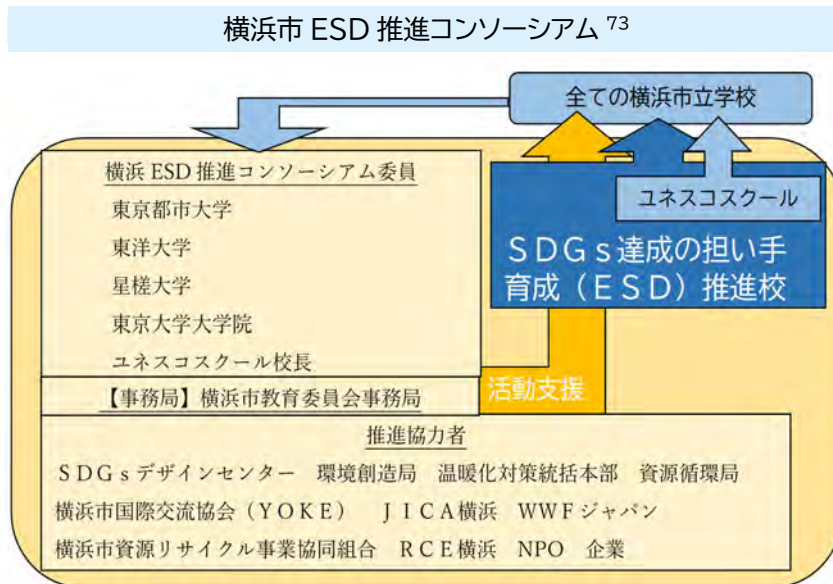 横浜市 ESD 推進コンソーシアム 73
全ての横浜市立学校
横浜 ESD 推進コンソーシアム委員
東京都市大学
東洋大学
星槎大学
東京大学大学院
ユネスコスクール校長
【事務局】横浜市教育委員会事務局
ユネスコスクール
SDGs達成の担い手
育成（ESD）推進校
活動支援
推進協力者
SDGsデザインセンター　環境創造局　温暖化対策統括本部　資源循環局
横浜市国際交流協会（YOKE）　JICA横浜　WWFジャパン
横浜市資源リサイクル事業協同組合　RCE横浜　NPO　企業